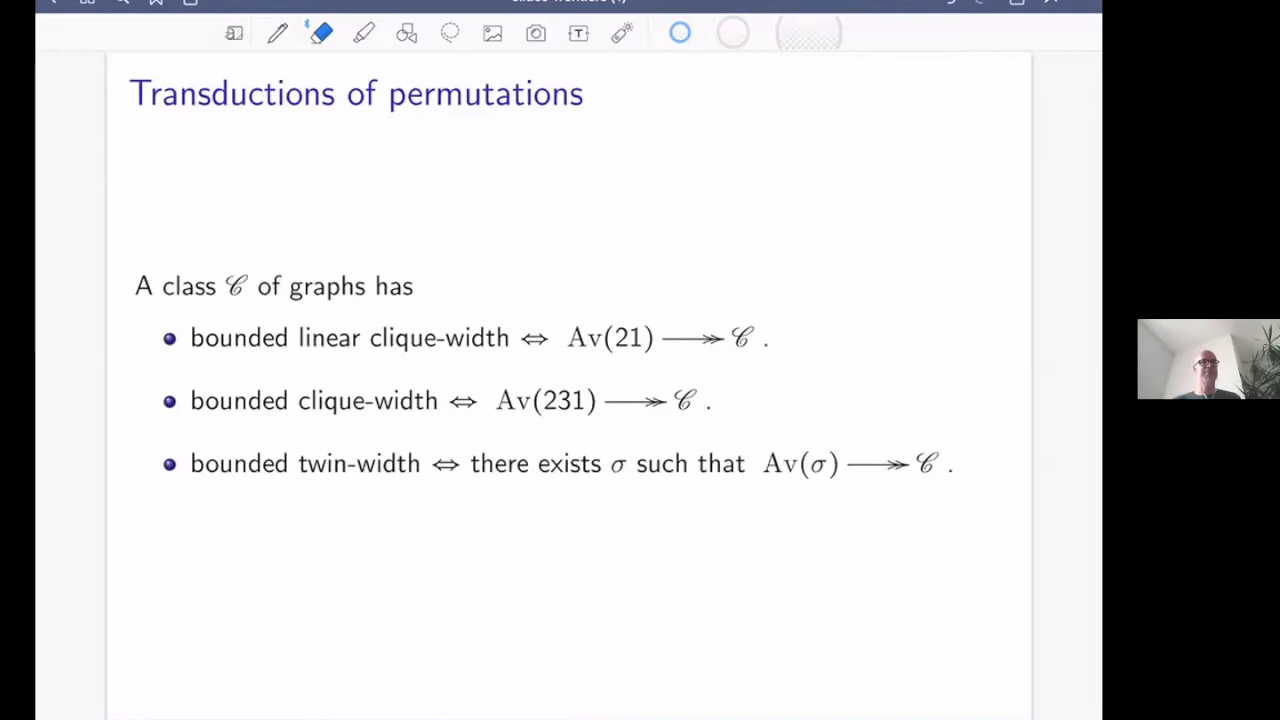 Transductions of permutations
A class 𝒞 of graphs has
• bounded linear clique-width ⇔ Av(21) ⟶» 𝒞 .
• bounded clique-width ⇔ Av(231) ⟶» 𝒞 .
• bounded twin-width ⇔ there exists σ such that Av(σ) ⟶» 𝒞 .